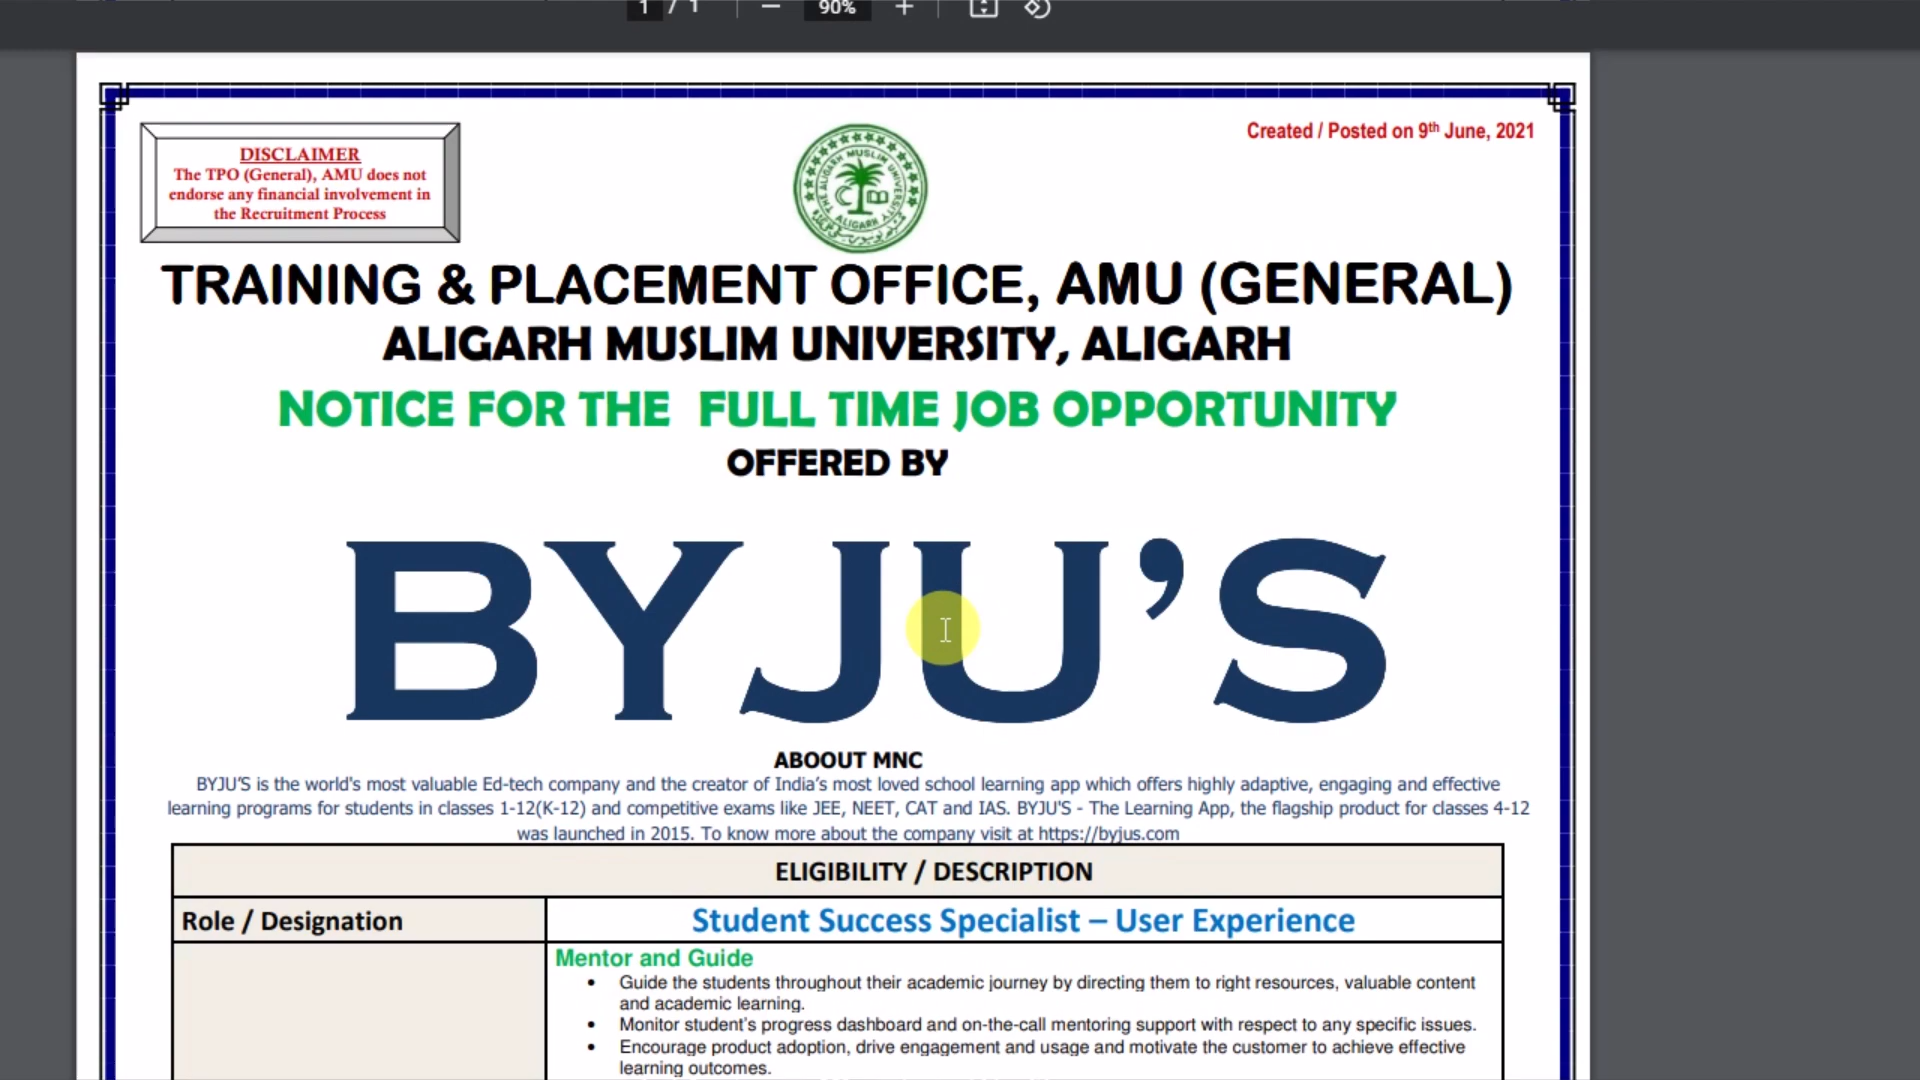 1 / 1
90%
DISCLAIMER
The TPO (General), AMU does not
endorse any financial involvement in
the Recruitment Process
Created / Posted on 9th June, 2021
THE ALIGARH MUSLIM UNIVERSITY
ALIGARH
TRAINING & PLACEMENT OFFICE, AMU (GENERAL)
ALIGARH MUSLIM UNIVERSITY, ALIGARH
NOTICE FOR THE FULL TIME JOB OPPORTUNITY
OFFERED BY
BYJU'S
ABOOUT MNC
BYJU'S is the world's most valuable Ed-tech company and the creator of India's most loved school learning app which offers highly adaptive, engaging and effective
learning programs for students in classes 1-12(K-12) and competitive exams like JEE, NEET, CAT and IAS. BYJU'S - The Learning App, the flagship product for classes 4-12
was launched in 2015. To know more about the company visit at https://byjus.com
ELIGIBILITY / DESCRIPTION
Role / Designation
Student Success Specialist – User Experience
Mentor and Guide
• Guide the students throughout their academic journey by directing them to right resources, valuable content
and academic learning.
• Monitor student's progress dashboard and on-the-call mentoring support with respect to any specific issues.
• Encourage product adoption, drive engagement and usage and motivate the customer to achieve effective
learning outcomes.